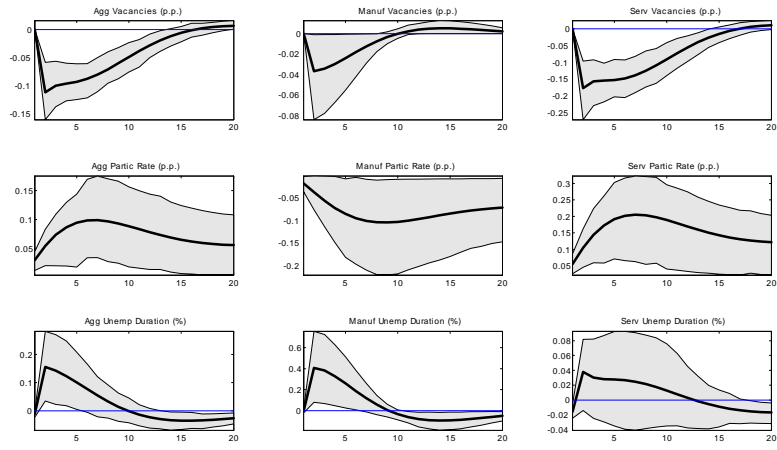 Agg Vacancies (p.p.) Manuf Vacancies (p.p.) Serv Vacancies (p.p.)
0 0 0
-0.05 -0.02 -0.05
-0.1 -0.04 -0.1
-0.15 -0.06 -0.15
-0.08 -0.2
-0.25
5 10 15 20 5 10 15 20 5 10 15 20
Agg Partic Rate (p.p.) Manuf Partic Rate (p.p.) Serv Partic Rate (p.p.)
0.15 -0.05 0.3
0.1 -0.1 0.25
0.05 -0.15 0.2
-0.2 0.15
0.1
0.05
5 10 15 20 5 10 15 20 5 10 15 20
Agg Unemp Duration (%) Manuf Unemp Duration (%) Serv Unemp Duration (%)
0.2 0.6 0.08
0.1 0.4 0.06
0 0.2 0.04
0 0.02
0
-0.02
-0.04
5 10 15 20 5 10 15 20 5 10 15 20